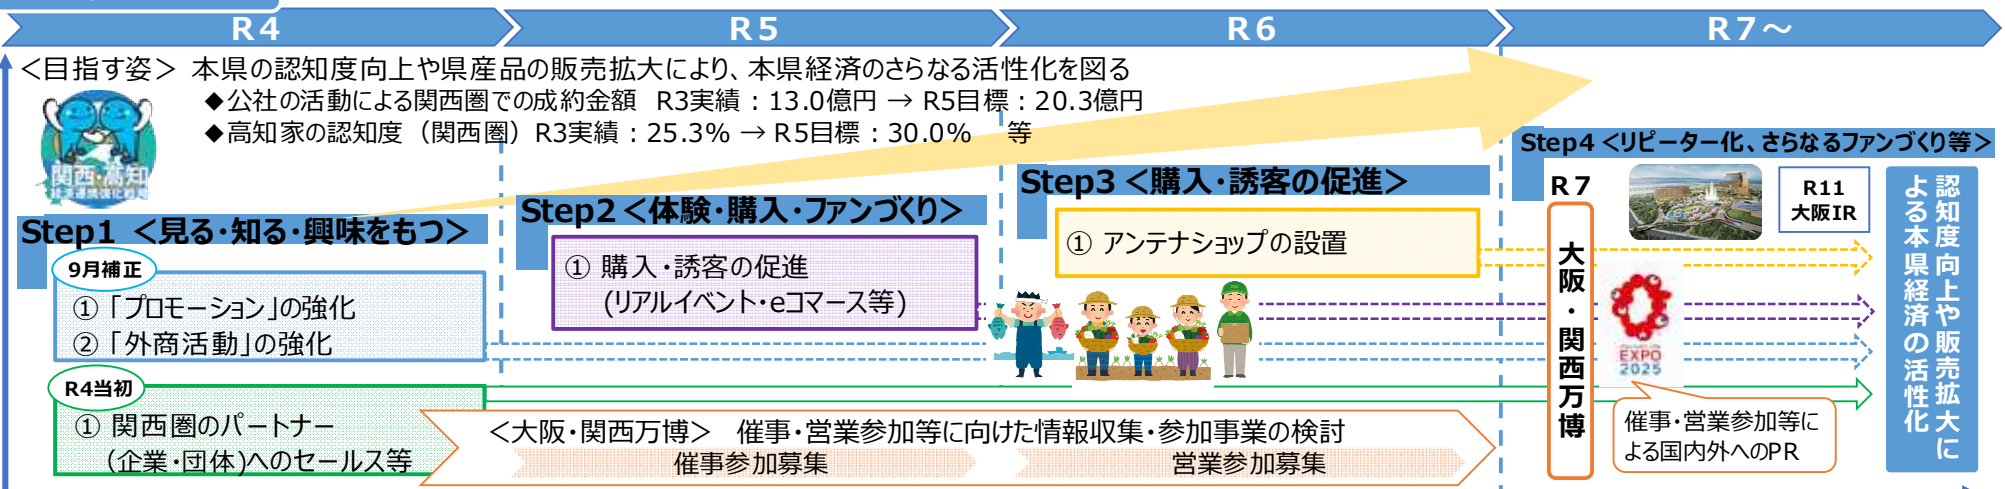 R4
R5
R6
R7～
＜目指す姿＞ 本県の認知度向上や県産品の販売拡大により、本県経済のさらなる活性化を図る
◆公社の活動による関西圏での成約金額 R3実績：13.0億円 → R5目標：20.3億円
◆高知家の認知度（関西圏）R3実績：25.3% → R5目標：30.0% 等
関西・高知
Step1 ＜見る・知る・興味をもつ＞
9月補正
① 「プロモーション」の強化
② 「外商活動」の強化
R4当初
① 関西圏のパートナー
（企業・団体)へのセールス等
Step2＜体験・購入・ファンづくり＞
① 購入・誘客の促進
(リアルイベント・eコマース等)
Step3＜購入・誘客の促進＞
① アンテナショップの設置
＜大阪・関西万博＞ 催事・営業参加等に向けた情報収集・参加事業の検討
催事参加募集
営業参加募集
Step4＜リピーター化、さらなるファンづくり等＞
R7
大阪・関西万博
R11
大阪IR
EXPO
2025
催事・営業参加等に
よる国内外へのPR
認知度向上や販売拡大に
よる本県経済の活性化